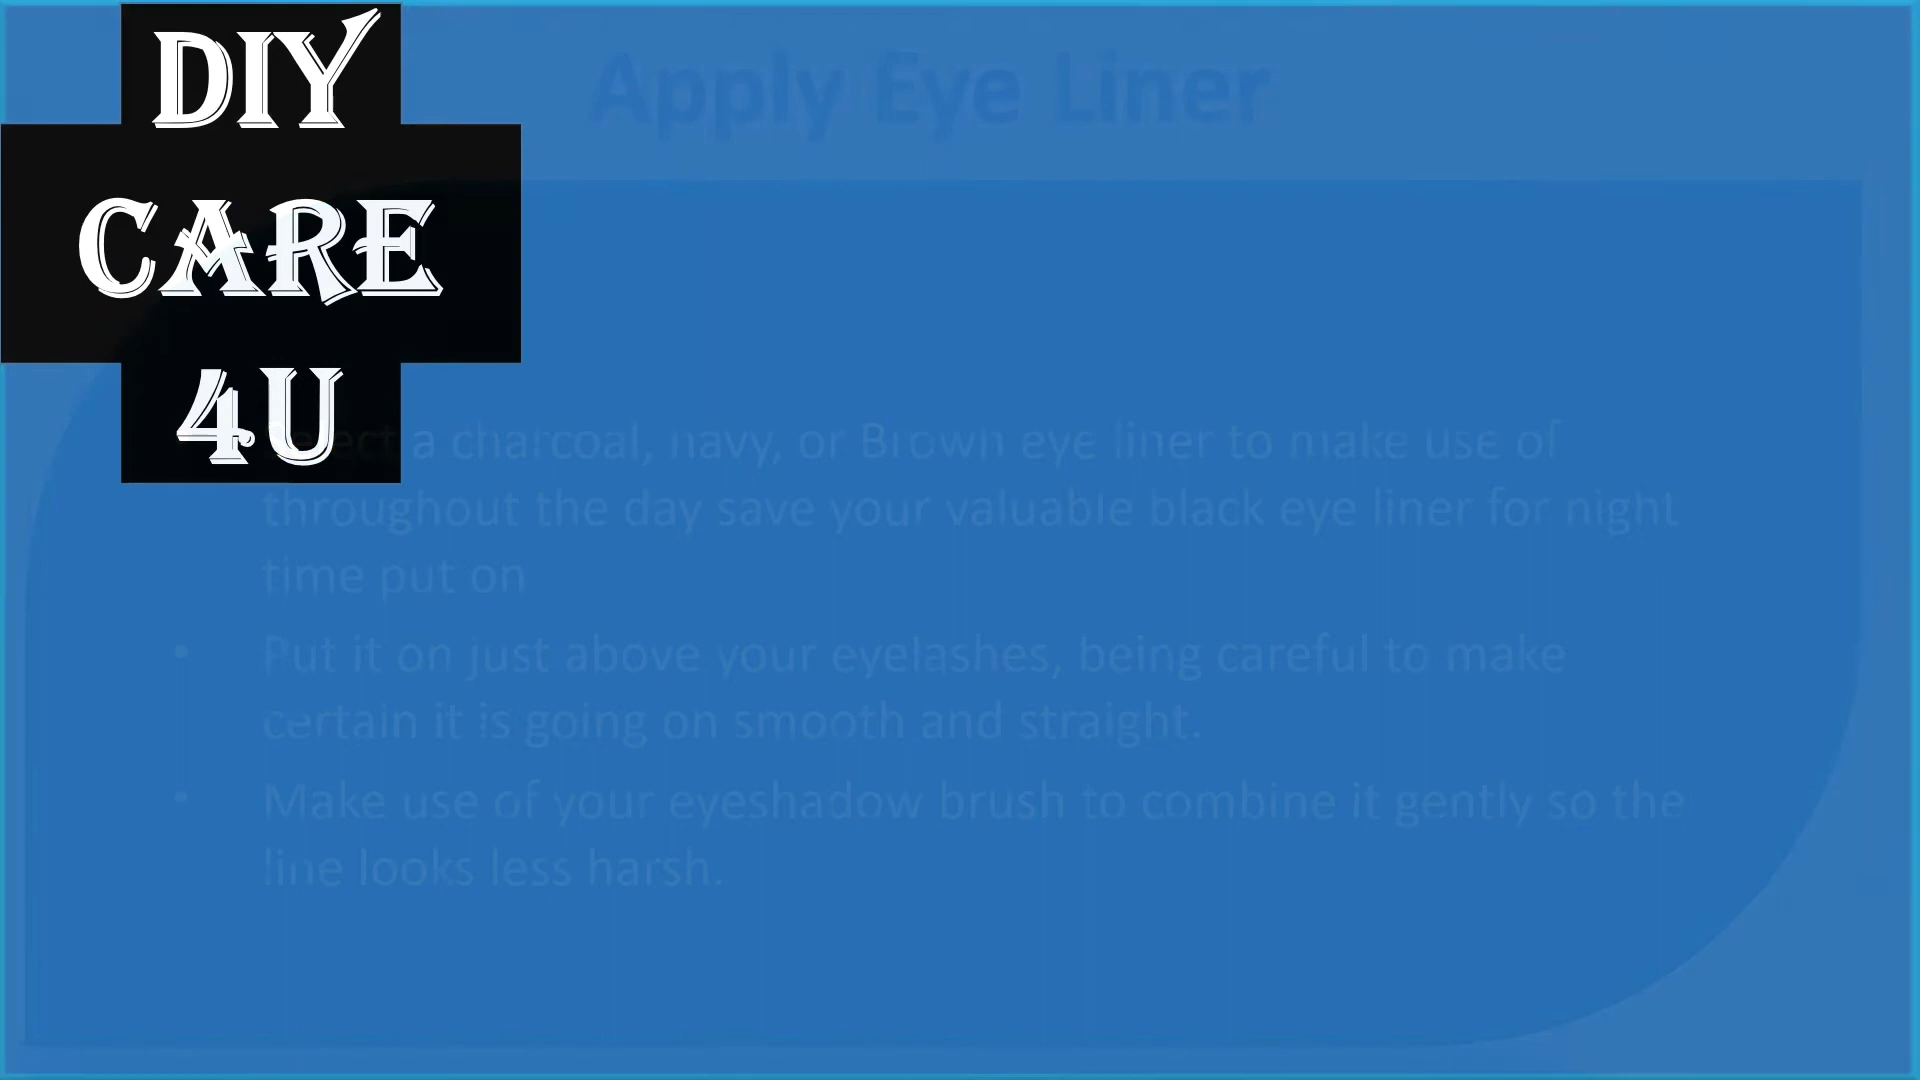 DIY
CARE
4U
Apply Eye Liner
Select a charcoal, navy, or Brown eye liner to make use of
throughout the day save your valuable black eye liner for night
time put on
• Put it on just above your eyelashes, being careful to make
certain it is going on smooth and straight.
• Make use of your eyeshadow brush to combine it gently so the
line looks less harsh.